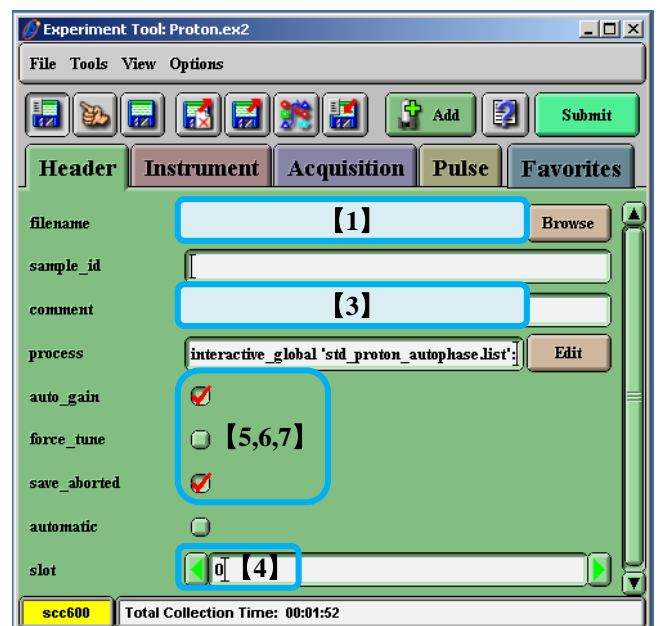 Experiment Tool: Proton.ex2
File Tools View Options
Add Submit
Header Instrument Acquisition Pulse Favorites
filename 【1】 Browse
sample_id
comment 【3】
process interactive_global 'std_proton_autophase.list': Edit
auto_gain
force_tune 【5,6,7】
save_aborted
automatic
slot 0 【4】
scc600 Total Collection Time: 00:01:52